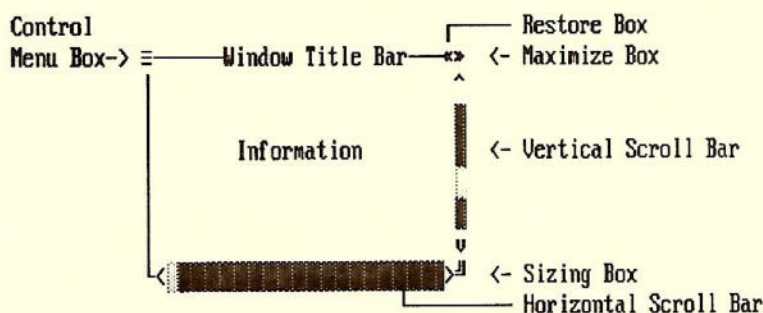 Control
Restore Box
Menu Box-> ≡ Window Title Bar «» <- Maximize Box
^
Information <- Vertical Scroll Bar
v
< > ╝ <- Sizing Box
Horizontal Scroll Bar